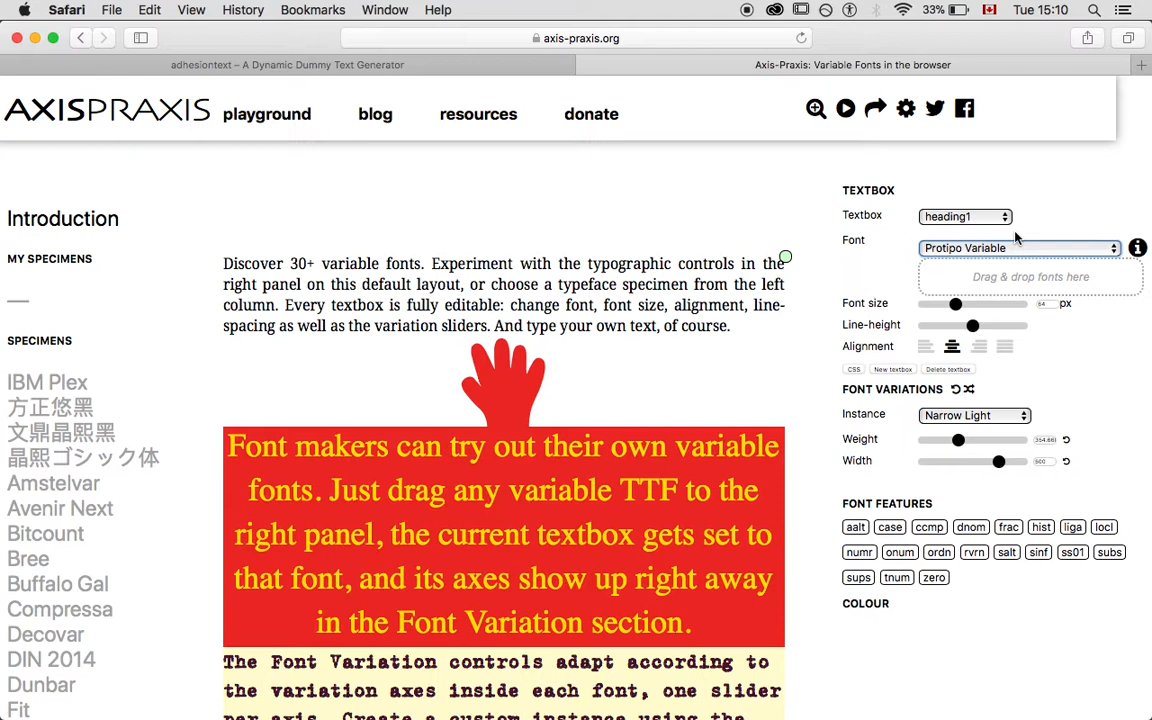 Safari File Edit View History Bookmarks Window Help 33% Tue 15:10
axis-praxis.org
adhesiontext – A Dynamic Dummy Text Generator
Axis-Praxis: Variable Fonts in the browser
AXISPRAXIS playground blog resources donate
Introduction
MY SPECIMENS
—
SPECIMENS
IBM Plex
方正悠黑
文鼎晶熙黑
晶熙ゴシック体
Amstelvar
Avenir Next
Bitcount
Bree
Buffalo Gal
Compressa
Decovar
DIN 2014
Dunbar
Fit
Discover 30+ variable fonts. Experiment with the typographic controls in the
right panel on this default layout, or choose a typeface specimen from the left
column. Every textbox is fully editable: change font, font size, alignment, line-
spacing as well as the variation sliders. And type your own text, of course.
Font makers can try out their own variable
fonts. Just drag any variable TTF to the
right panel, the current textbox gets set to
that font, and its axes show up right away
in the Font Variation section.
The Font Variation controls adapt according to
the variation axes inside each font, one slider
per axis. Create a custom instance using the
TEXTBOX
Textbox heading1
Font Protipo Variable
Drag & drop fonts here
Font size 64 px
Line-height
Alignment
CSS New textbox Delete textbox
FONT VARIATIONS
Instance Narrow Light
Weight 354.66
Width 600
FONT FEATURES
aalt case ccmp dnom frac hist liga locl
numr onum ordn rvrn salt sinf ss01 subs
sups tnum zero
COLOUR